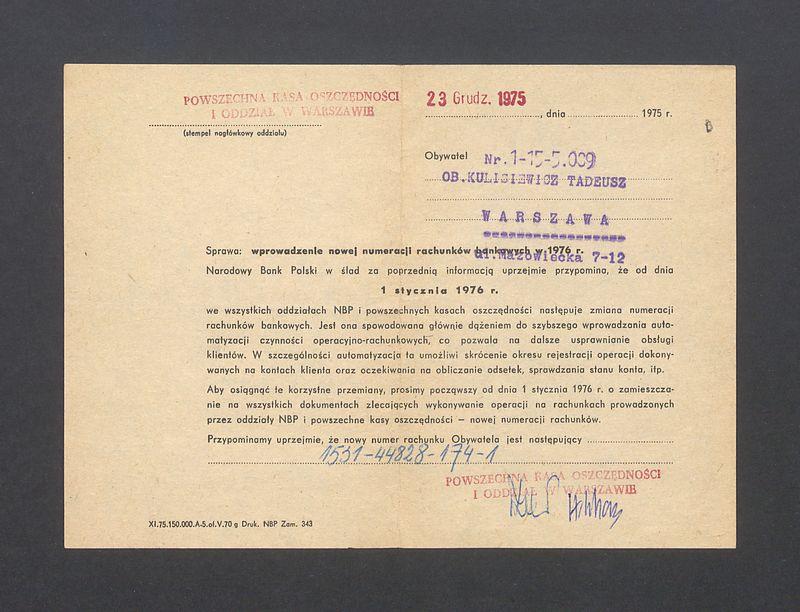 POWSZECHNA KASA OSZCZĘDNOŚCI
I ODDZIAŁ W WARSZAWIE
(stempel nagłówkowy oddziału)
23 Grudz. 1975
, dnia 1975 r.
Obywatel Nr.1-15-5.009
OB.KULISIEWICZ TADEUSZ
WARSZAWA
ul.Mazowiecka 7-12
Sprawa: wprowadzenie nowej numeracji rachunków bankowych w 1976 r.
Narodowy Bank Polski w ślad za poprzednią informacją uprzejmie przypomina, że od dnia
1 stycznia 1976 r.
we wszystkich oddziałach NBP i powszechnych kasach oszczędności następuje zmiana numeracji
rachunków bankowych. Jest ona spowodowana głównie dążeniem do szybszego wprowadzania auto-
matyzacji czynności operacyjno-rachunkowych, co pozwala na dalsze usprawnianie obsługi
klientów. W szczególności automatyzacja ta umożliwi skrócenie okresu rejestracji operacji dokony-
wanych na kontach klienta oraz oczekiwania na obliczanie odsetek, sprawdzania stanu konta, itp.
Aby osiągnąć te korzystne przemiany, prosimy począwszy od dnia 1 stycznia 1976 r. o zamieszcza-
nie na wszystkich dokumentach zlecających wykonywanie operacji na rachunkach prowadzonych
przez oddziały NBP i powszechne kasy oszczędności – nowej numeracji rachunków.
Przypominamy uprzejmie, że nowy numer rachunku Obywatela jest następujący
1531-44828-174-1
POWSZECHNA KASA OSZCZĘDNOŚCI
I ODDZIAŁ W WARSZAWIE
XI.75.150.000.A-5.of.V.70 g Druk. NBP Zam. 343